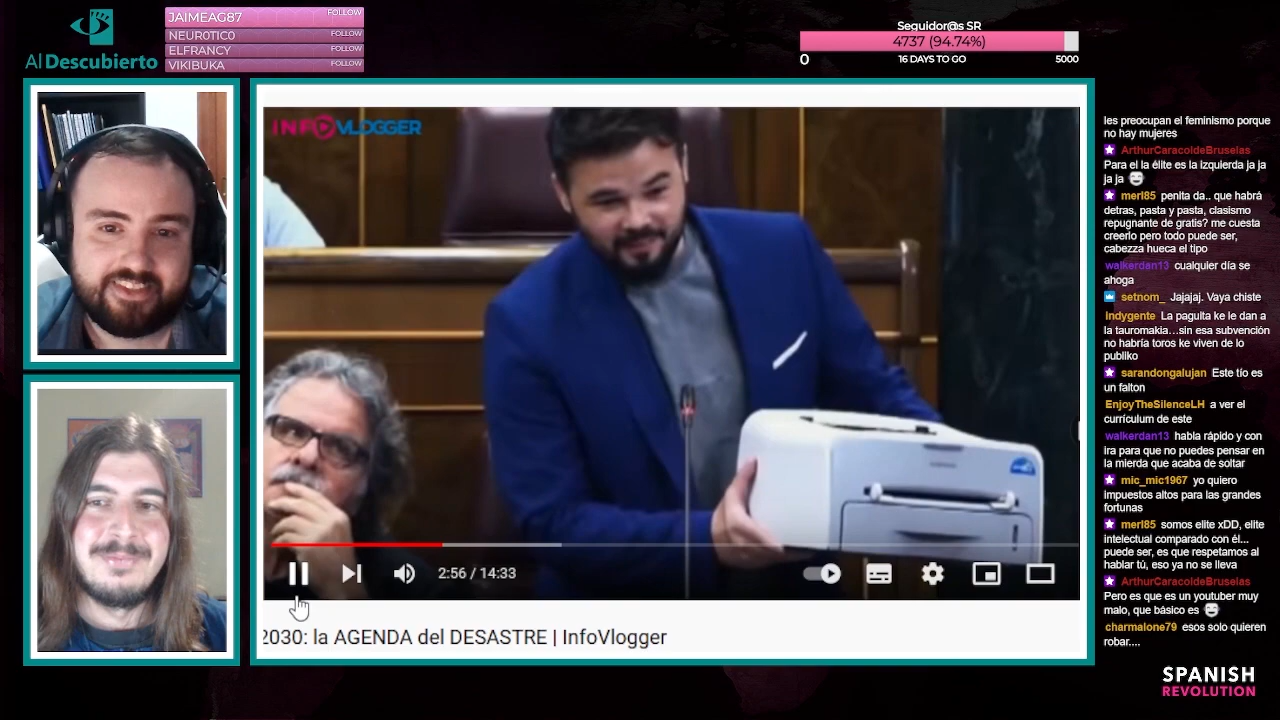 Al Descubierto
JAIMEAG87 FOLLOW
NEUR0TIC0 FOLLOW
ELFRANCY FOLLOW
VIKIBUKA FOLLOW
Seguidor@s SR
4737 (94.74%)
0 16 DAYS TO GO 5000
INFOVLOGGER
2:56 / 14:33
2030: la AGENDA del DESASTRE | InfoVlogger
les preocupan el feminismo porque
no hay mujeres
ArthurCaracoldeBruselas
Para el la élite es la izquierda ja ja
ja ja
merl85 penita da.. que habrá
detras, pasta y pasta, clasismo
repugnante de gratis? me cuesta
creerlo pero todo puede ser,
cabezza hueca el tipo
walkerdan13 cualquier día se
ahoga
setnom_ Jajajaj. Vaya chiste
Indygente La paguita ke le dan a
la tauromakia...sin esa subvención
no habría toros ke viven de lo
publiko
sarandongalujan Este tío es
un falton
EnjoyTheSilenceLH a ver el
currículum de este
walkerdan13 habla rápido y con
ira para que no puedes pensar en
la mierda que acaba de soltar
mic_mic1967 yo quiero
impuestos altos para las grandes
fortunas
merl85 somos elite xDD, elite
intelectual comparado con él...
puede ser, es que respetamos al
hablar tú, eso ya no se lleva
ArthurCaracoldeBruselas
Pero es que es un youtuber muy
malo, que básico es
charmalone79 esos solo quieren
robar....
SPANISH
REVOLUTION